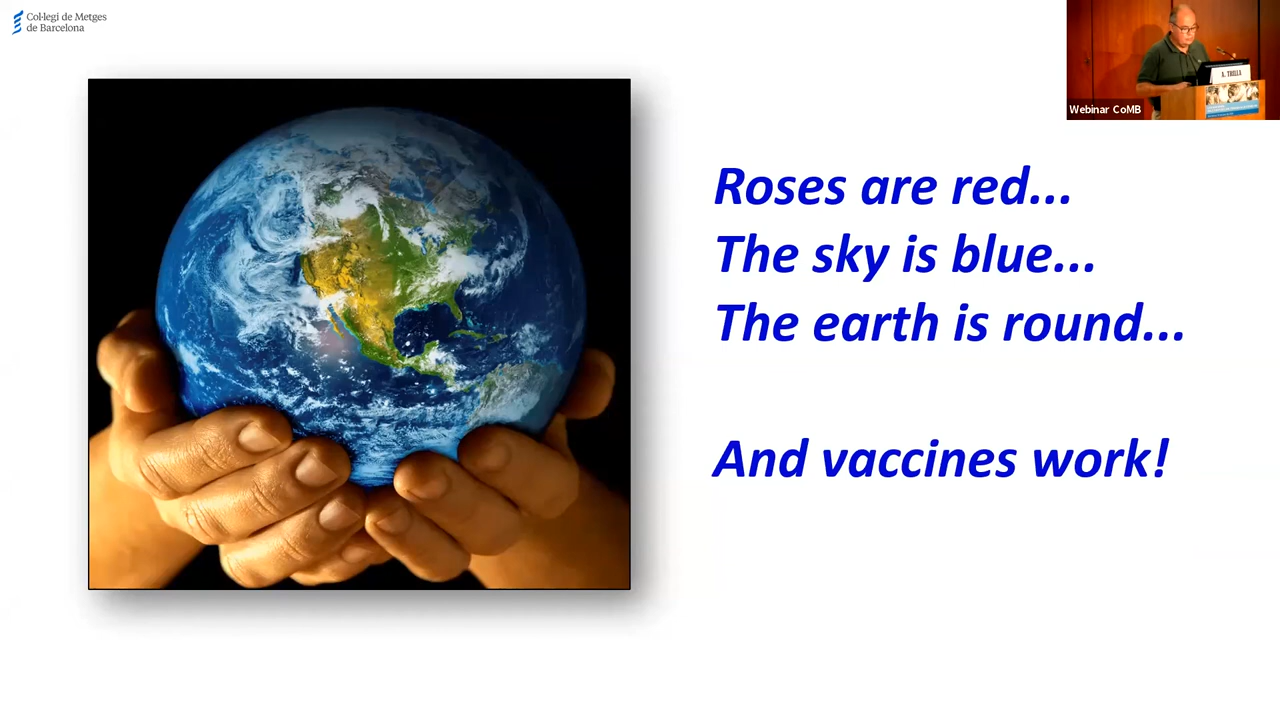 Col·legi de Metges
de Barcelona
A. TRILLA
Webinar CoMB
Roses are red...
The sky is blue...
The earth is round...
And vaccines work!